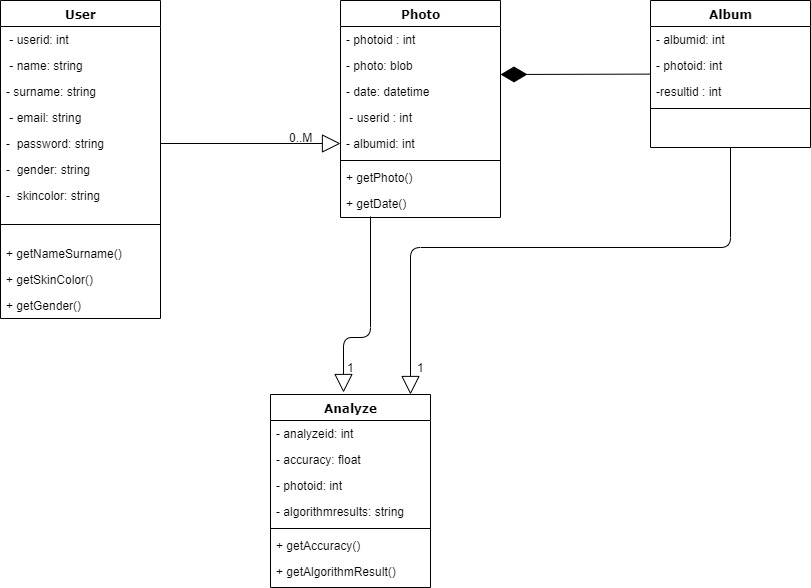 User
- userid: int
- name: string
- surname: string
- email: string
- password: string
- gender: string
- skincolor: string
+ getNameSurname()
+ getSkinColor()
+ getGender()
0..M
Photo
- photoid : int
- photo: blob
- date: datetime
- userid : int
- albumid: int
+ getPhoto()
+ getDate()
Album
- albumid: int
- photoid: int
-resultid : int
1
1
Analyze
- analyzeid: int
- accuracy: float
- photoid: int
- algorithmresults: string
+ getAccuracy()
+ getAlgorithmResult()